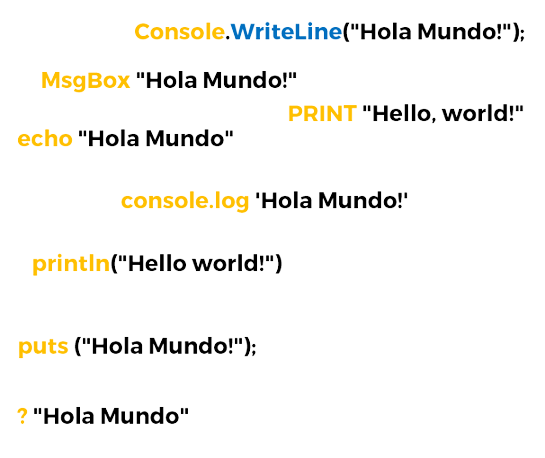 Console.WriteLine("Hola Mundo!");
MsgBox "Hola Mundo!"
PRINT "Hello, world!"
echo "Hola Mundo"
console.log 'Hola Mundo!'
println("Hello world!")
puts ("Hola Mundo!");
? "Hola Mundo"